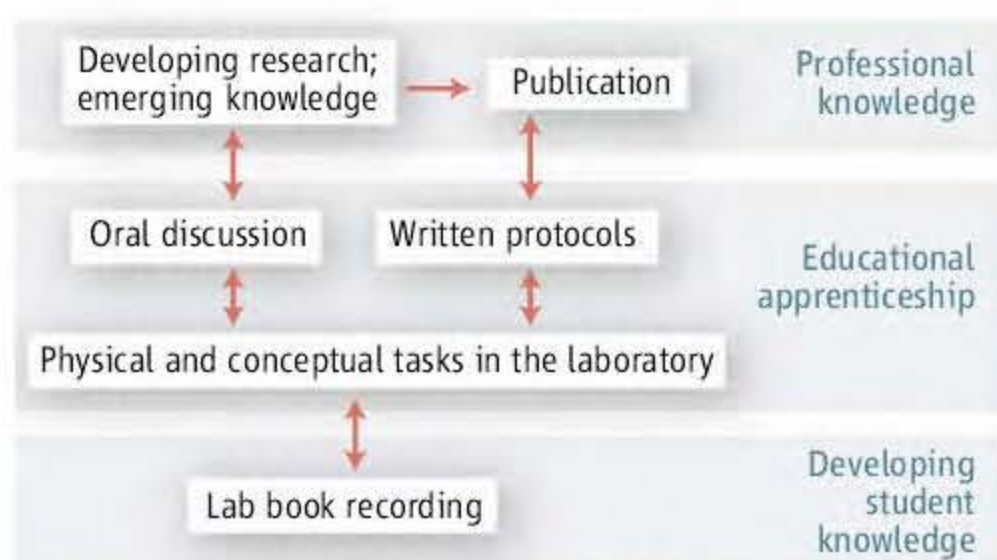 Developing research;
emerging knowledge
Publication
Professional
knowledge
Oral discussion
Written protocols
Educational
apprenticeship
Physical and conceptual tasks in the laboratory
Lab book recording
Developing
student
knowledge